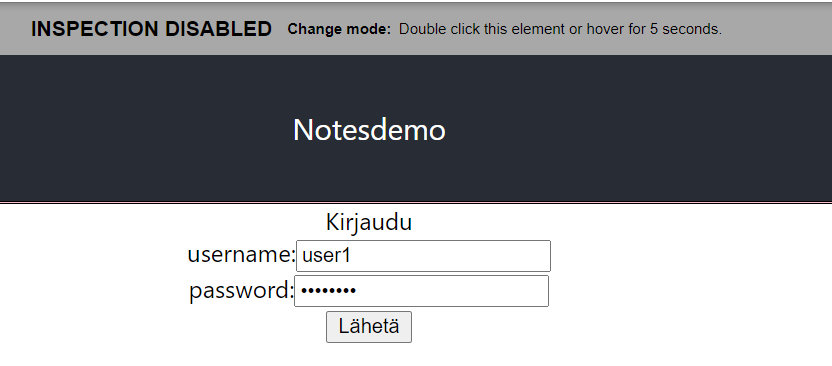 INSPECTION DISABLED Change mode: Double click this element or hover for 5 seconds.
Notesdemo
Kirjaudu
username: user1
password: ••••••••
Lähetä